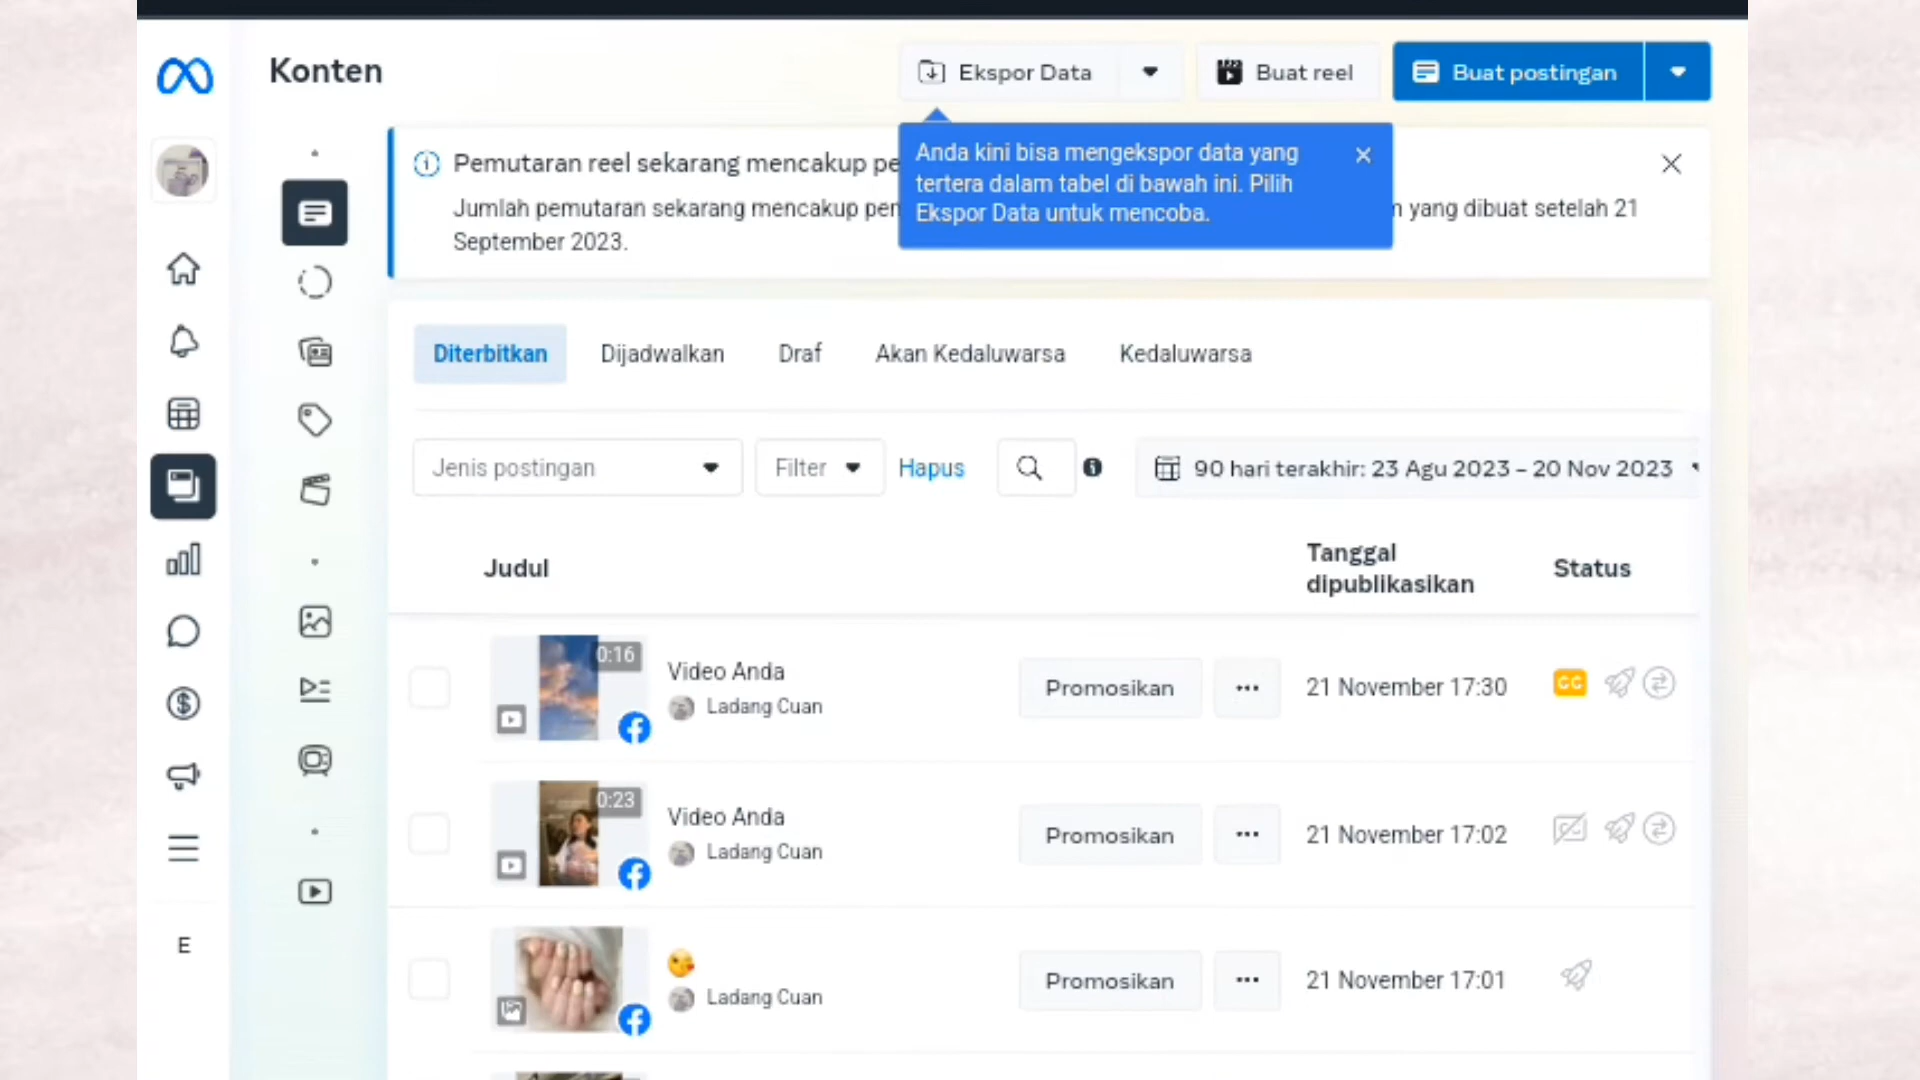 Konten
Ekspor Data
Buat reel
Buat postingan
Anda kini bisa mengekspor data yang
tertera dalam tabel di bawah ini. Pilih
Ekspor Data untuk mencoba.
Pemutaran reel sekarang mencakup
Jumlah pemutaran sekarang mencakup
yang dibuat setelah 21
September 2023.
Diterbitkan
Dijadwalkan
Draf
Akan Kedaluwarsa
Kedaluwarsa
Jenis postingan
Filter
Hapus
90 hari terakhir: 23 Agu 2023 – 20 Nov 2023
Judul
Tanggal
dipublikasikan
Status
0:16
Video Anda
Ladang Cuan
Promosikan
21 November 17:30
CC
0:23
Video Anda
Ladang Cuan
Promosikan
21 November 17:02
😘
Ladang Cuan
Promosikan
21 November 17:01
E